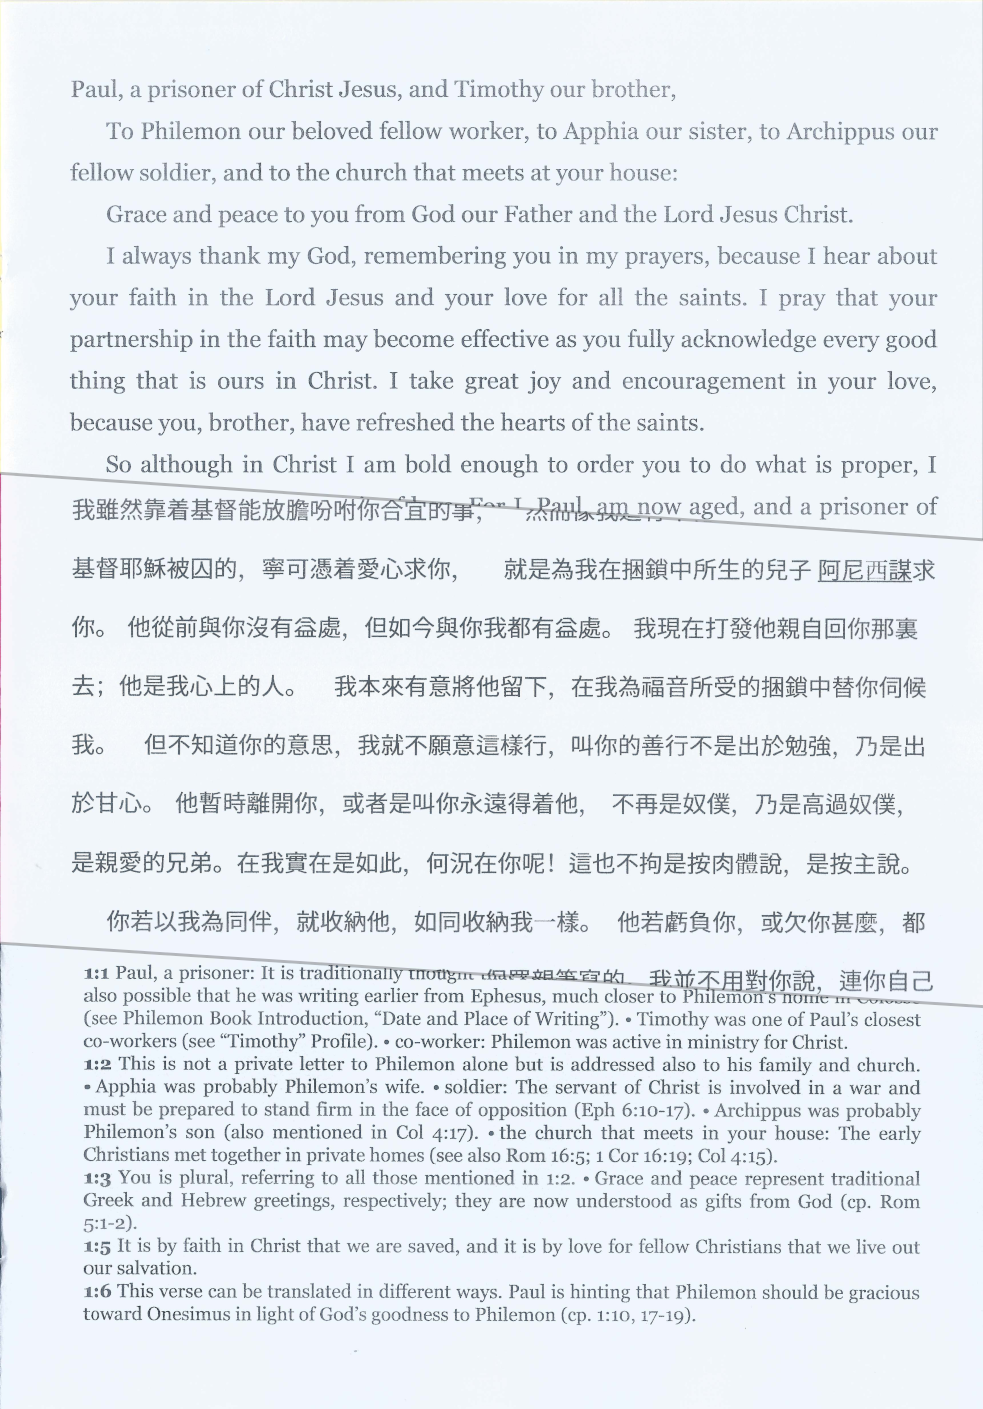 Paul, a prisoner of Christ Jesus, and Timothy our brother,
To Philemon our beloved fellow worker, to Apphia our sister, to Archippus our
fellow soldier, and to the church that meets at your house:
Grace and peace to you from God our Father and the Lord Jesus Christ.
I always thank my God, remembering you in my prayers, because I hear about
your faith in the Lord Jesus and your love for all the saints. I pray that your
partnership in the faith may become effective as you fully acknowledge every good
thing that is ours in Christ. I take great joy and encouragement in your love,
because you, brother, have refreshed the hearts of the saints.
So although in Christ I am bold enough to order you to do what is proper, I
我雖然靠着基督能放膽吩咐你合宜的事, For I, Paul, am now aged, and a prisoner of
基督耶穌被囚的，寧可憑着愛心求你， 就是為我在捆鎖中所生的兒子 阿尼西謀求
你。 他從前與你沒有益處，但如今與你我都有益處。 我現在打發他親自回你那裏
去；他是我心上的人。 我本來有意將他留下，在我為福音所受的捆鎖中替你伺候
我。 但不知道你的意思，我就不願意這樣行，叫你的善行不是出於勉強，乃是出
於甘心。 他暫時離開你，或者是叫你永遠得着他， 不再是奴僕，乃是高過奴僕，
是親愛的兄弟。在我實在是如此，何況在你呢！這也不拘是按肉體說，是按主說。
你若以我為同伴，就收納他，如同收納我一樣。 他若虧負你，或欠你甚麼，都
1:1 Paul, a prisoner: It is traditionally thought 我並不用對你說，連你自己
also possible that he was writing earlier from Ephesus, much closer to Philemon's home in
(see Philemon Book Introduction, “Date and Place of Writing”). • Timothy was one of Paul’s closest
co-workers (see “Timothy” Profile). • co-worker: Philemon was active in ministry for Christ.
1:2 This is not a private letter to Philemon alone but is addressed also to his family and church.
• Apphia was probably Philemon’s wife. • soldier: The servant of Christ is involved in a war and
must be prepared to stand firm in the face of opposition (Eph 6:10-17). • Archippus was probably
Philemon’s son (also mentioned in Col 4:17). • the church that meets in your house: The early
Christians met together in private homes (see also Rom 16:5; 1 Cor 16:19; Col 4:15).
1:3 You is plural, referring to all those mentioned in 1:2. • Grace and peace represent traditional
Greek and Hebrew greetings, respectively; they are now understood as gifts from God (cp. Rom
5:1-2).
1:5 It is by faith in Christ that we are saved, and it is by love for fellow Christians that we live out
our salvation.
1:6 This verse can be translated in different ways. Paul is hinting that Philemon should be gracious
toward Onesimus in light of God’s goodness to Philemon (cp. 1:10, 17-19).